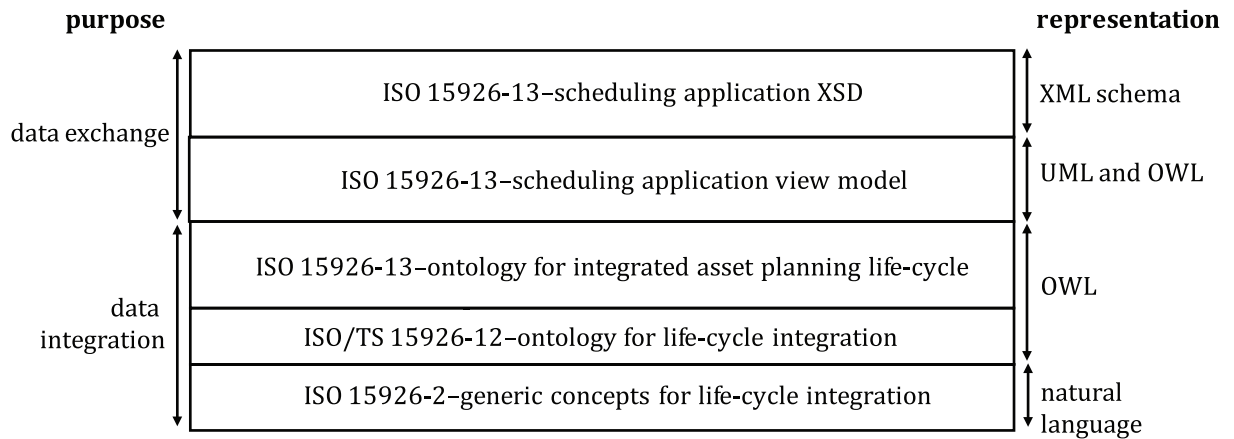 purpose
representation
ISO 15926-13–scheduling application XSD
XML schema
data exchange
ISO 15926-13–scheduling application view model
UML and OWL
ISO 15926-13–ontology for integrated asset planning life-cycle
OWL
data
integration
ISO/TS 15926-12–ontology for life-cycle integration
ISO 15926-2–generic concepts for life-cycle integration
natural
language